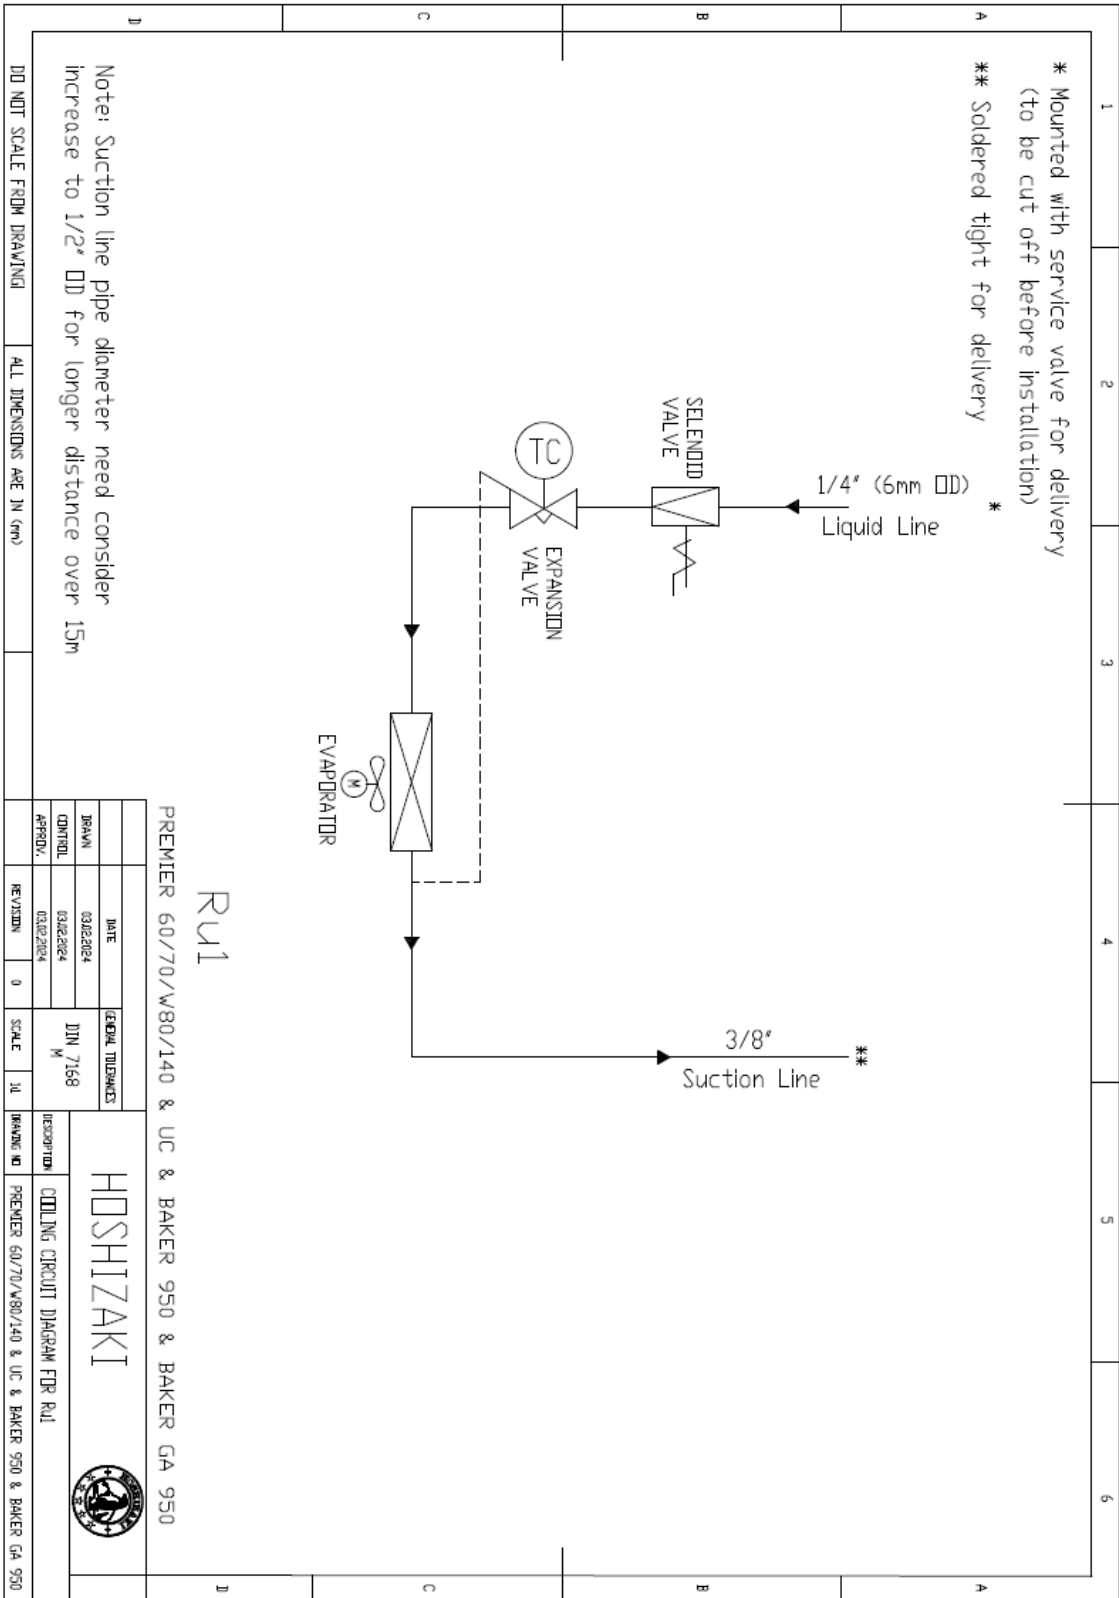 1 2 3 4 5 6
A
B
C
D
A
B
C
D
* Mounted with service valve for delivery
(to be cut off before installation)
** Soldered tight for delivery
*
1/4" (6mm OD)
Liquid Line
SELENOID
VALVE
TC
EXPANSION
VALVE
EVAPORATOR
M
**
3/8"
Suction Line
Note: Suction line pipe diameter need consider
increase to 1/2" OD for longer distance over 15m
Ru1
PREMIER 60/70/W80/140 & UC & BAKER 950 & BAKER GA 950
DATE
GENERAL TOLERANCES
DRAWN 03.02.2024
CONTROL 03.02.2024
APPROV. 03.02.2024
DIN 7168
M
HOSHIZAKI
HOSHIZAKI
DESCRIPTION COOLING CIRCUIT DIAGRAM FOR Ru1
DO NOT SCALE FROM DRAWING! ALL DIMENSIONS ARE IN (mm) REVISION 0 SCALE 1:1 DRAWING NO PREMIER 60/70/W80/140 & UC & BAKER 950 & BAKER GA 950